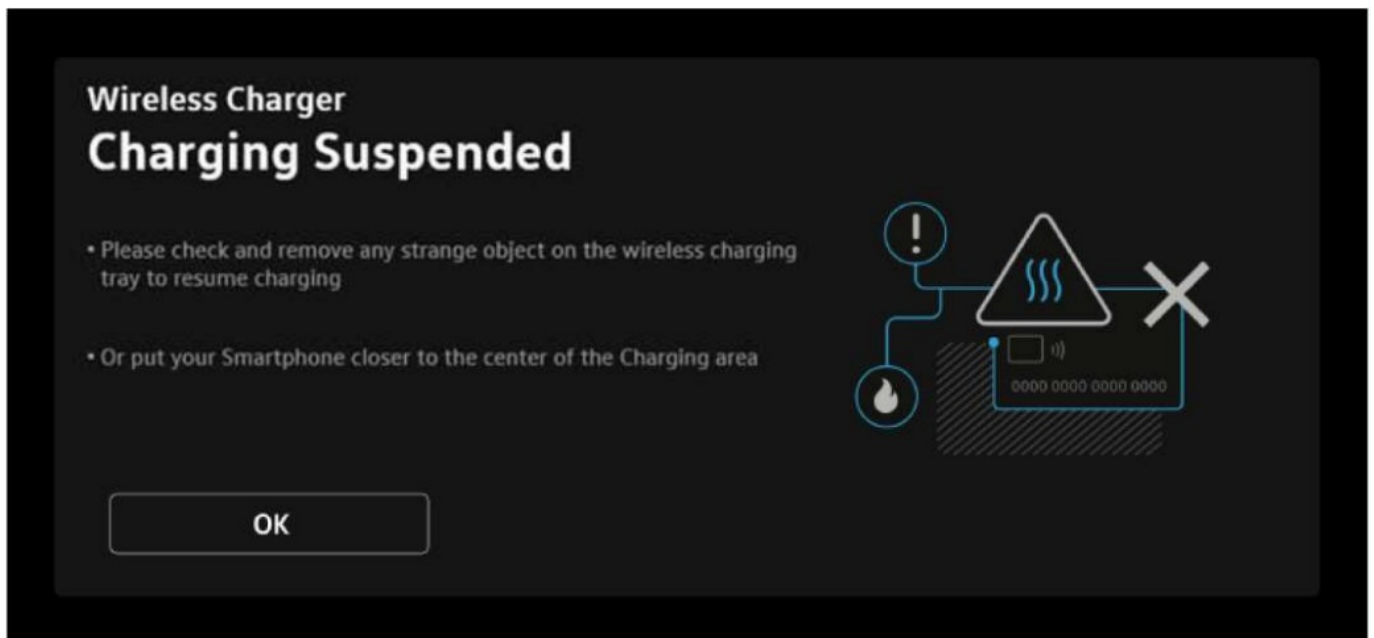 Wireless Charger
Charging Suspended
• Please check and remove any strange object on the wireless charging
tray to resume charging
• Or put your Smartphone closer to the center of the Charging area
0000 0000 0000 0000
OK